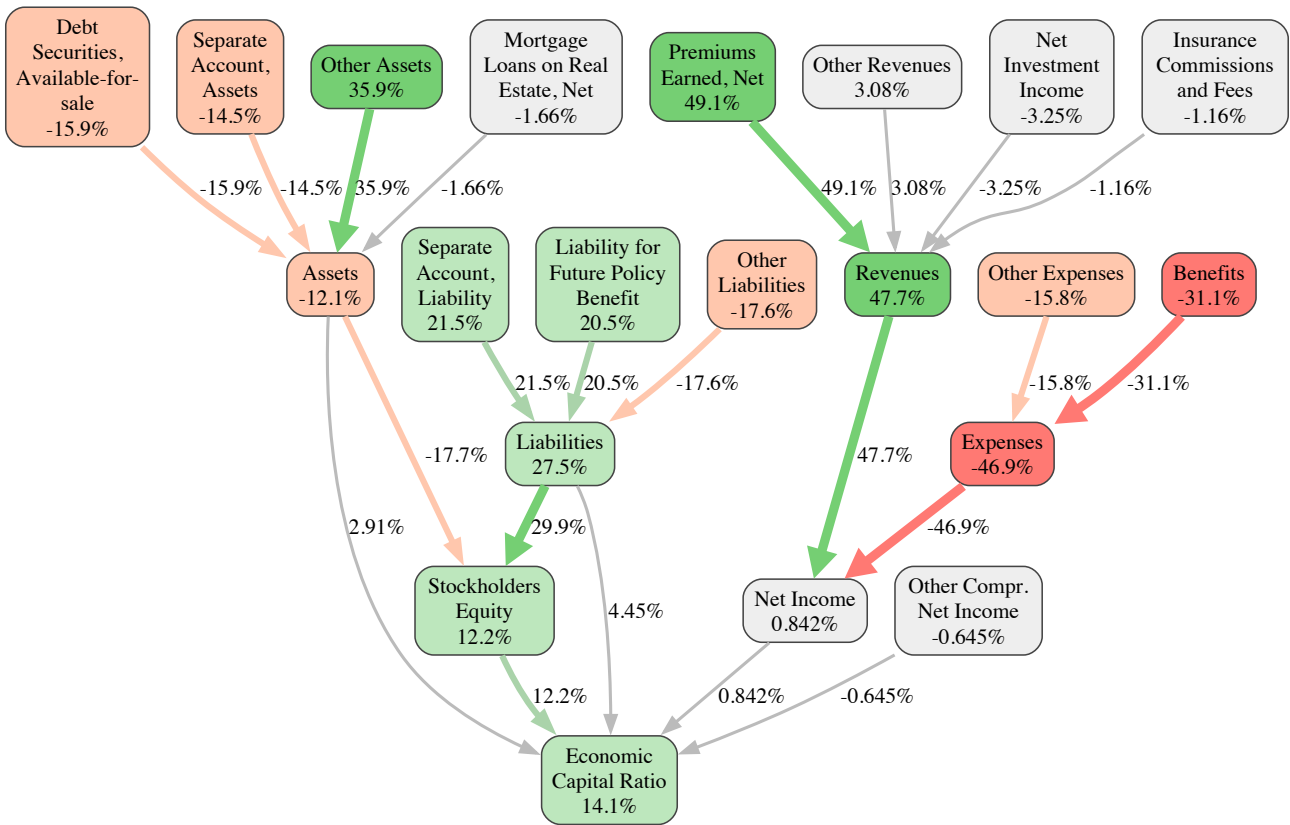 Debt
Securities,
Available-for-
sale
-15.9%
Separate
Account,
Assets
-14.5%
Other Assets
35.9%
Mortgage
Loans on Real
Estate, Net
-1.66%
Premiums
Earned, Net
49.1%
Other Revenues
3.08%
Net
Investment
Income
-3.25%
Insurance
Commissions
and Fees
-1.16%
-15.9%
-14.5%
35.9%
-1.66%
49.1%
3.08%
-3.25%
-1.16%
Assets
-12.1%
Separate
Account,
Liability
21.5%
Liability for
Future Policy
Benefit
20.5%
Other
Liabilities
-17.6%
Revenues
47.7%
Other Expenses
-15.8%
Benefits
-31.1%
21.5%
20.5%
-17.6%
-15.8%
-31.1%
Liabilities
27.5%
Expenses
-46.9%
-17.7%
47.7%
2.91%
29.9%
-46.9%
Stockholders
Equity
12.2%
4.45%
Net Income
0.842%
Other Compr.
Net Income
-0.645%
12.2%
0.842%
-0.645%
Economic
Capital Ratio
14.1%